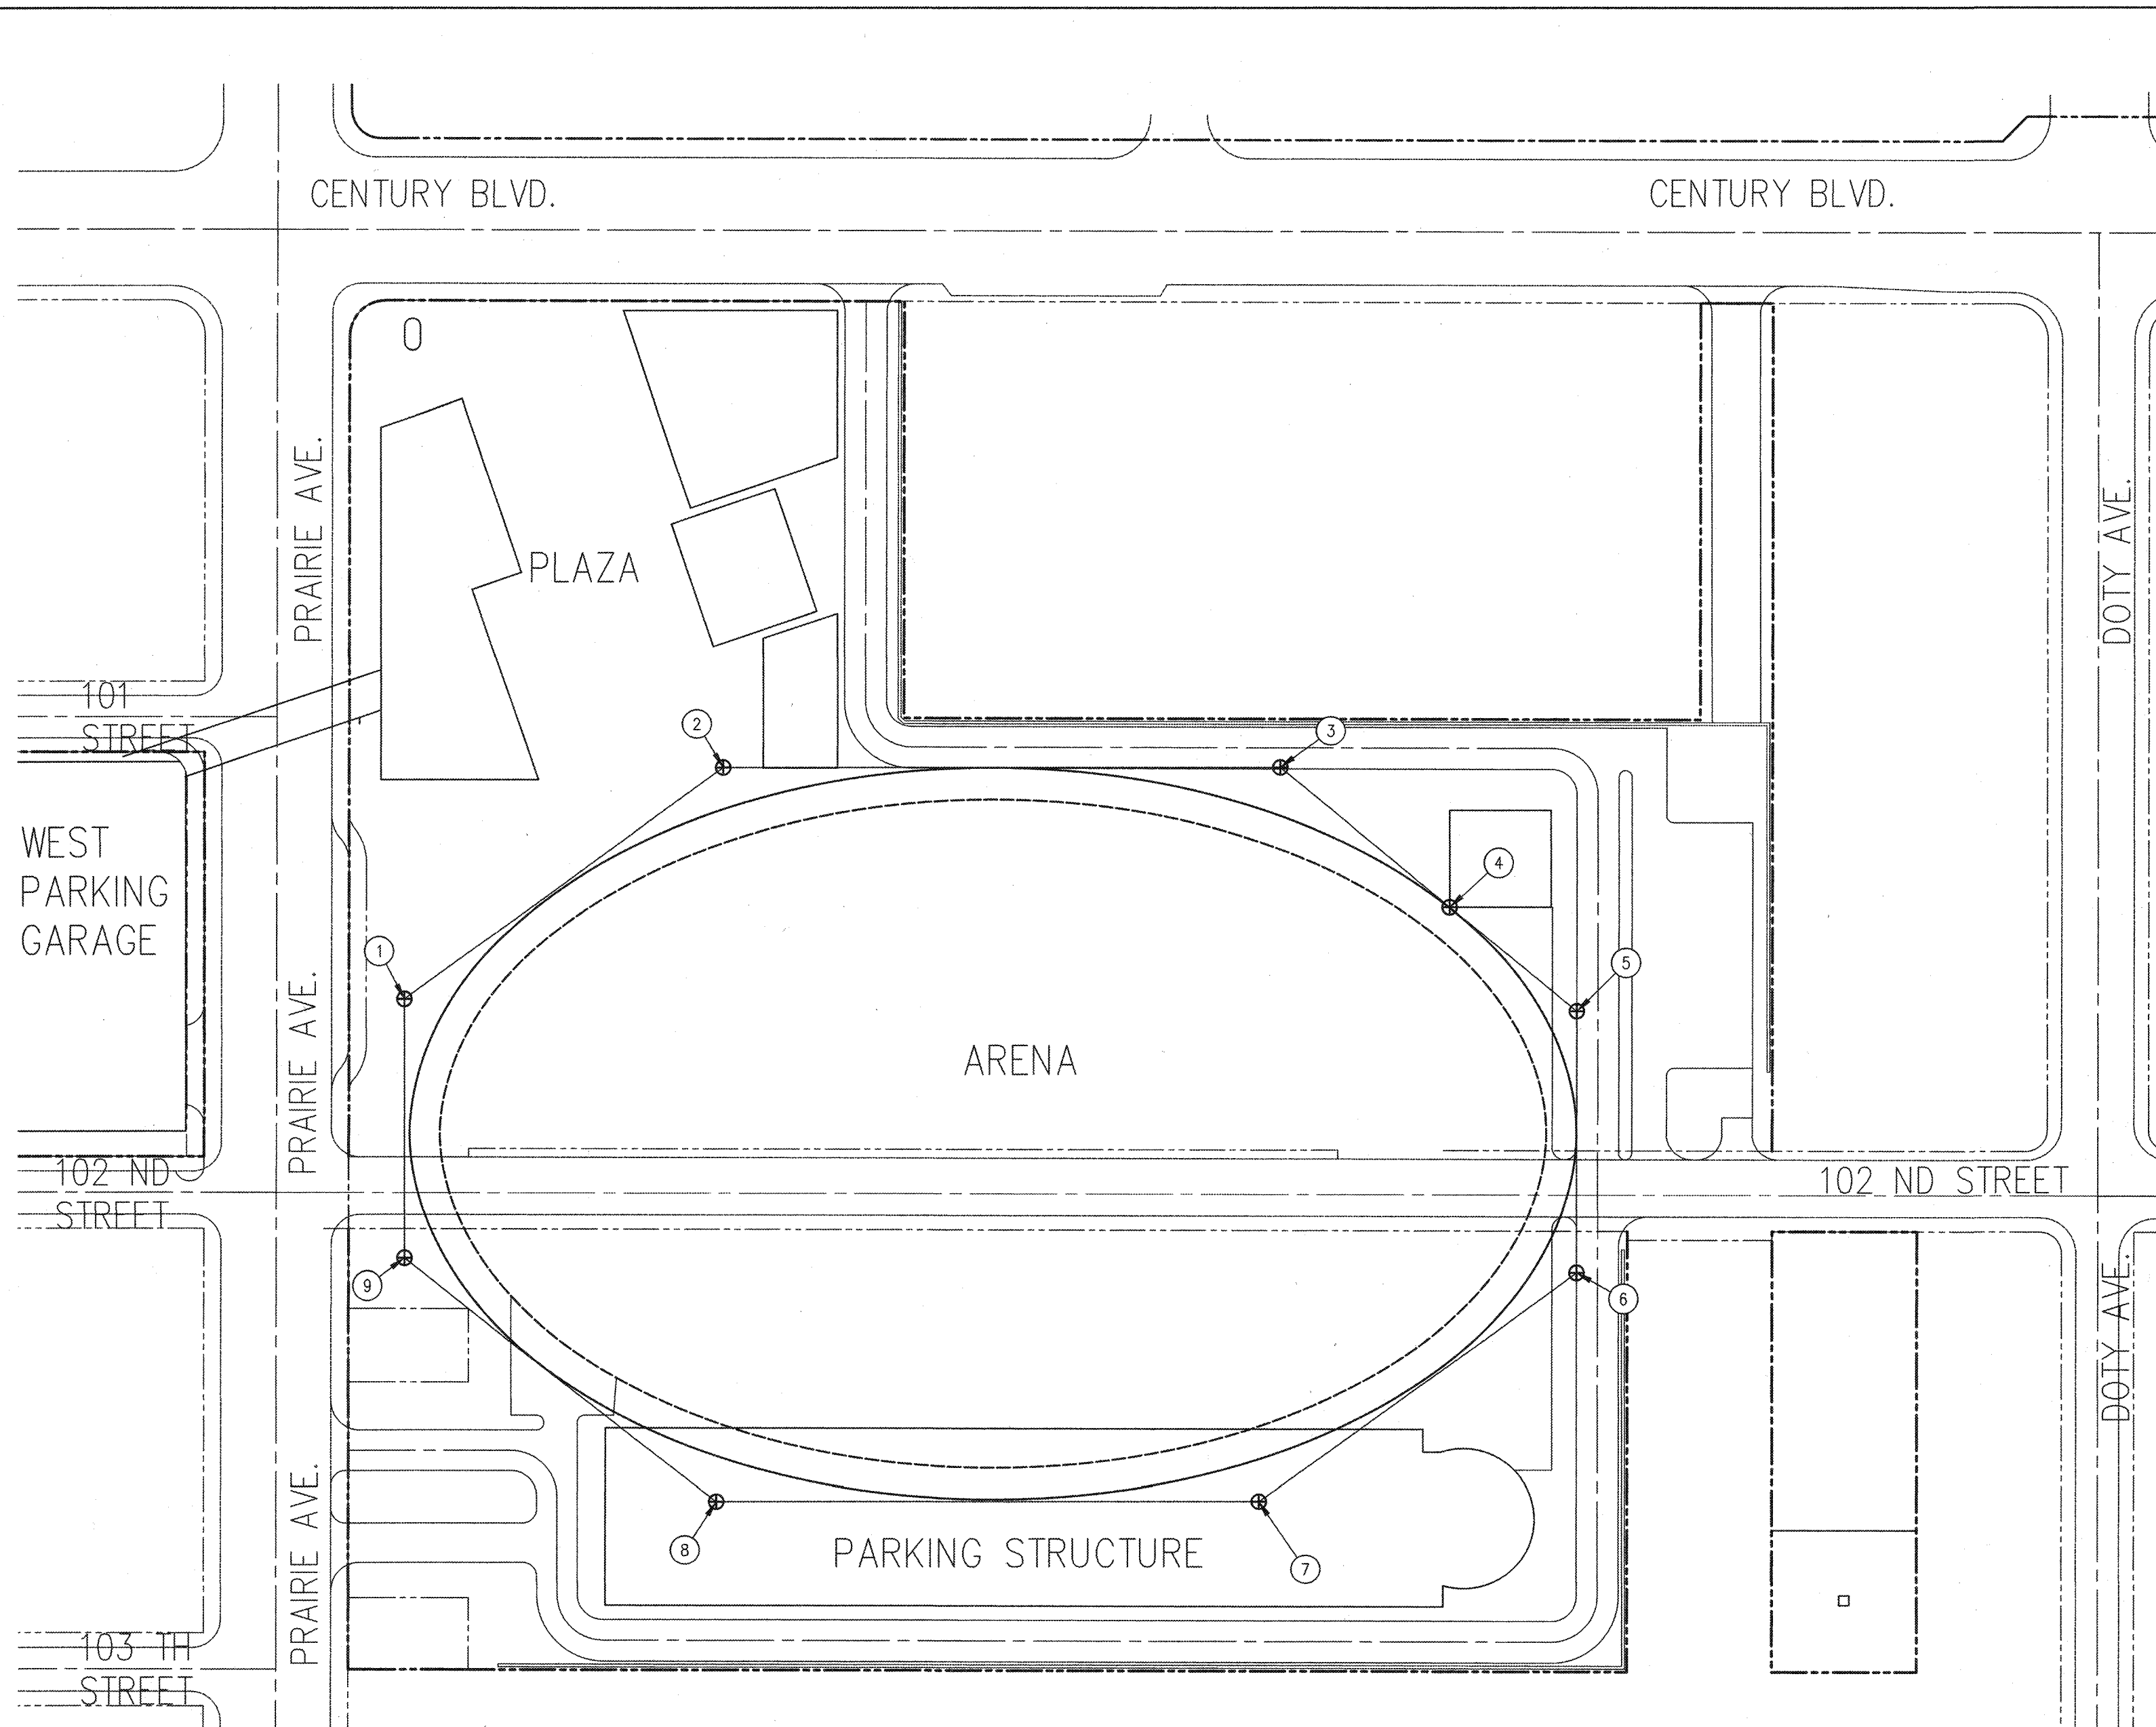 CENTURY BLVD.
CENTURY BLVD.
PRAIRIE AVE.
PLAZA
DOTY AVE.
101
STREET
2
3
WEST
PARKING
GARAGE
4
1
5
PRAIRIE AVE.
ARENA
102 ND
STREET
102 ND STREET
9
6
DOTY AVE.
PRAIRIE AVE.
8
PARKING STRUCTURE
7
103 TH
STREET